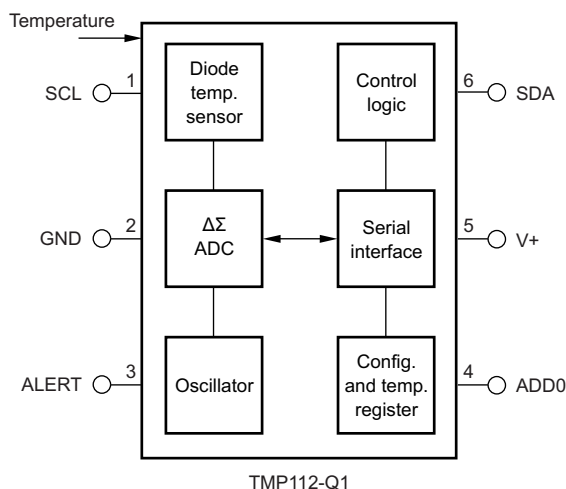 Temperature
SCL
1
Diode
temp.
sensor
Control
logic
6
SDA
GND
2
ΔΣ
ADC
Serial
interface
5
V+
ALERT
3
Oscillator
Config.
and temp.
register
4
ADD0
TMP112-Q1